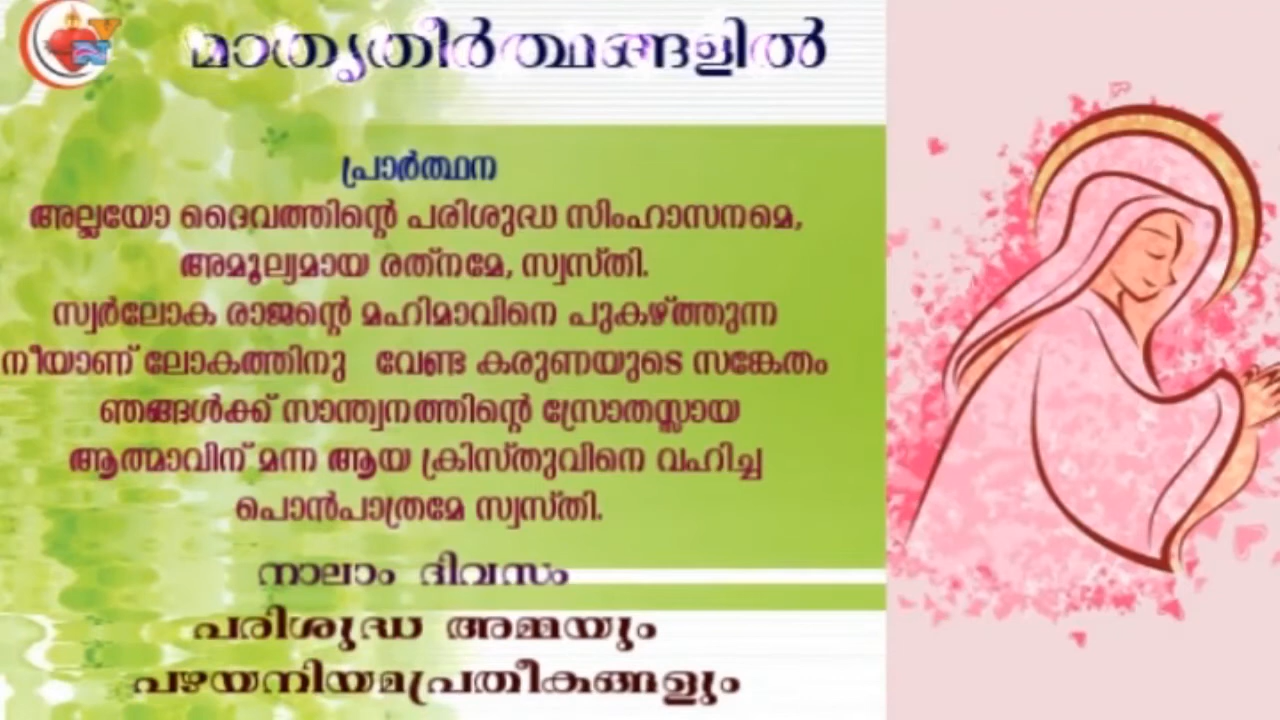 മാതൃതീർത്ഥങ്ങളിൽ
പ്രാർത്ഥന
അല്ലയോ ദൈവത്തിന്റെ പരിശുദ്ധ സിംഹാസനമെ,
അമൂല്യമായ രത്നമേ, സ്വസ്തി.
സ്വർലോക രാജന്റെ മഹിമാവിനെ പുകഴ്ത്തുന്ന
നീയാണ് ലോകത്തിനു വേണ്ട കരുണയുടെ സങ്കേതം
ഞങ്ങൾക്ക് സാന്ത്വനത്തിന്റെ സ്രോതസ്സായ
ആത്മാവിന് മന്ന ആയ ക്രിസ്തുവിനെ വഹിച്ച
പൊൻപാത്രമേ സ്വസ്തി.
നാലാം ദിവസം
പരിശുദ്ധ അമ്മയും
പഴയനിയമപ്രതീകങ്ങളും